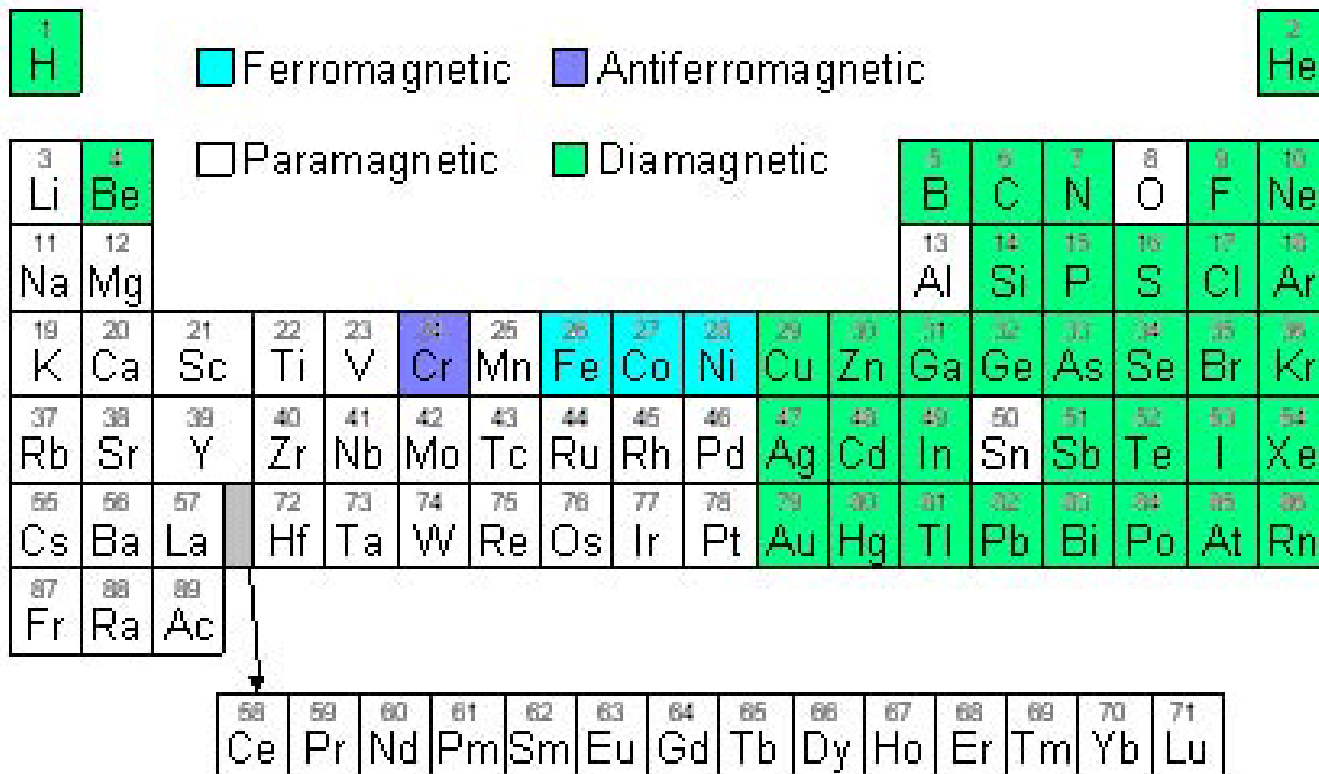 1 2
H Ferromagnetic Antiferromagnetic He
3 4 Paramagnetic Diamagnetic 5 6 7 8 9 10
Li Be B C N O F Ne
11 12 13 14 15 16 17 18
Na Mg Al Si P S Cl Ar
19 20 21 22 23 24 25 26 27 28 29 30 31 32 33 34 35 36
K Ca Sc Ti V Cr Mn Fe Co Ni Cu Zn Ga Ge As Se Br Kr
37 38 39 40 41 42 43 44 45 46 47 48 49 50 51 52 53 54
Rb Sr Y Zr Nb Mo Tc Ru Rh Pd Ag Cd In Sn Sb Te I Xe
55 56 57 72 73 74 75 76 77 78 79 80 81 82 83 84 85 86
Cs Ba La Hf Ta W Re Os Ir Pt Au Hg Tl Pb Bi Po At Rn
87 88 89
Fr Ra Ac
58 59 60 61 62 63 64 65 66 67 68 69 70 71
Ce Pr Nd Pm Sm Eu Gd Tb Dy Ho Er Tm Yb Lu